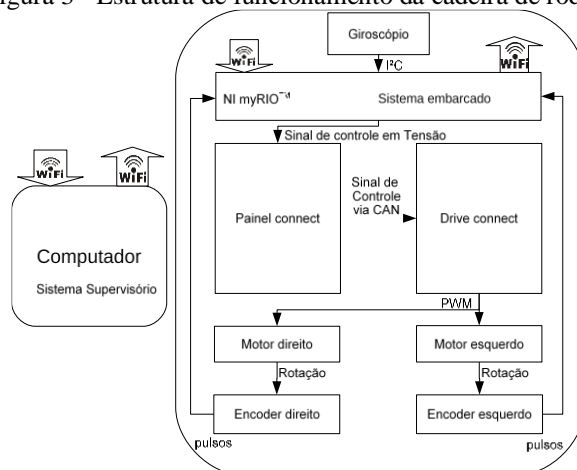 igura 3 - Estrutura de funcionamento da cadeira de rod
Giroscópio
WiFi
WiFi
I²C
NI myRIO™
Sistema embarcado
Sinal de controle em Tensão
WiFi
WiFi
Computador
Sistema Supervisório
Painel connect
Sinal de
Controle
via CAN
Drive connect
PWM
Motor direito
Motor esquerdo
Rotação
Rotação
Encoder direito
Encoder esquerdo
pulsos
pulsos